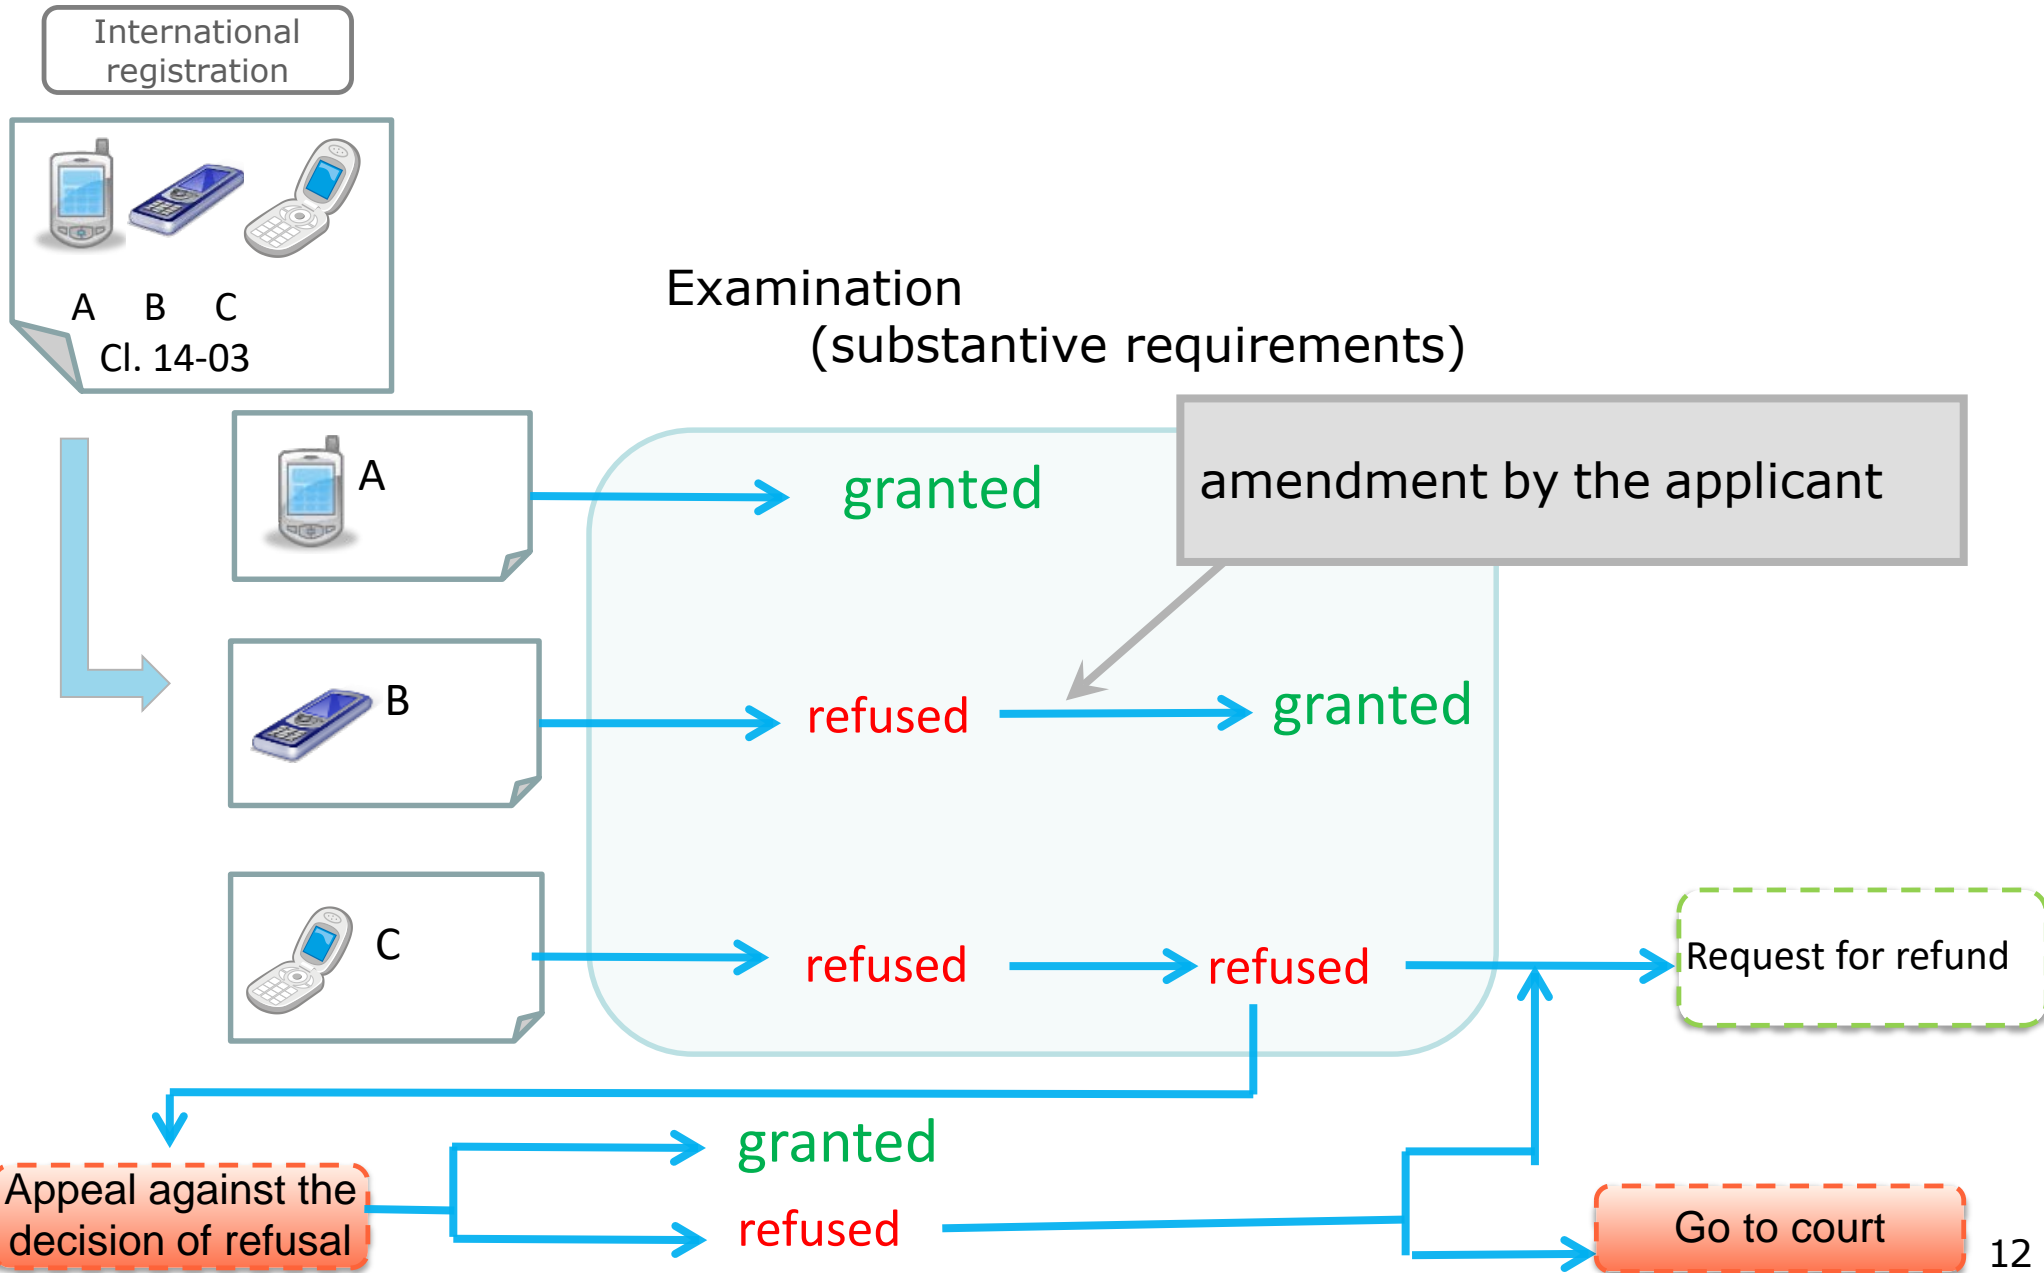 International
registration
A B C
Cl. 14-03
Examination
(substantive requirements)
A
granted
amendment by the applicant
B
refused
granted
C
refused
refused
Request for refund
granted
Appeal against the
decision of refusal
refused
Go to court
12